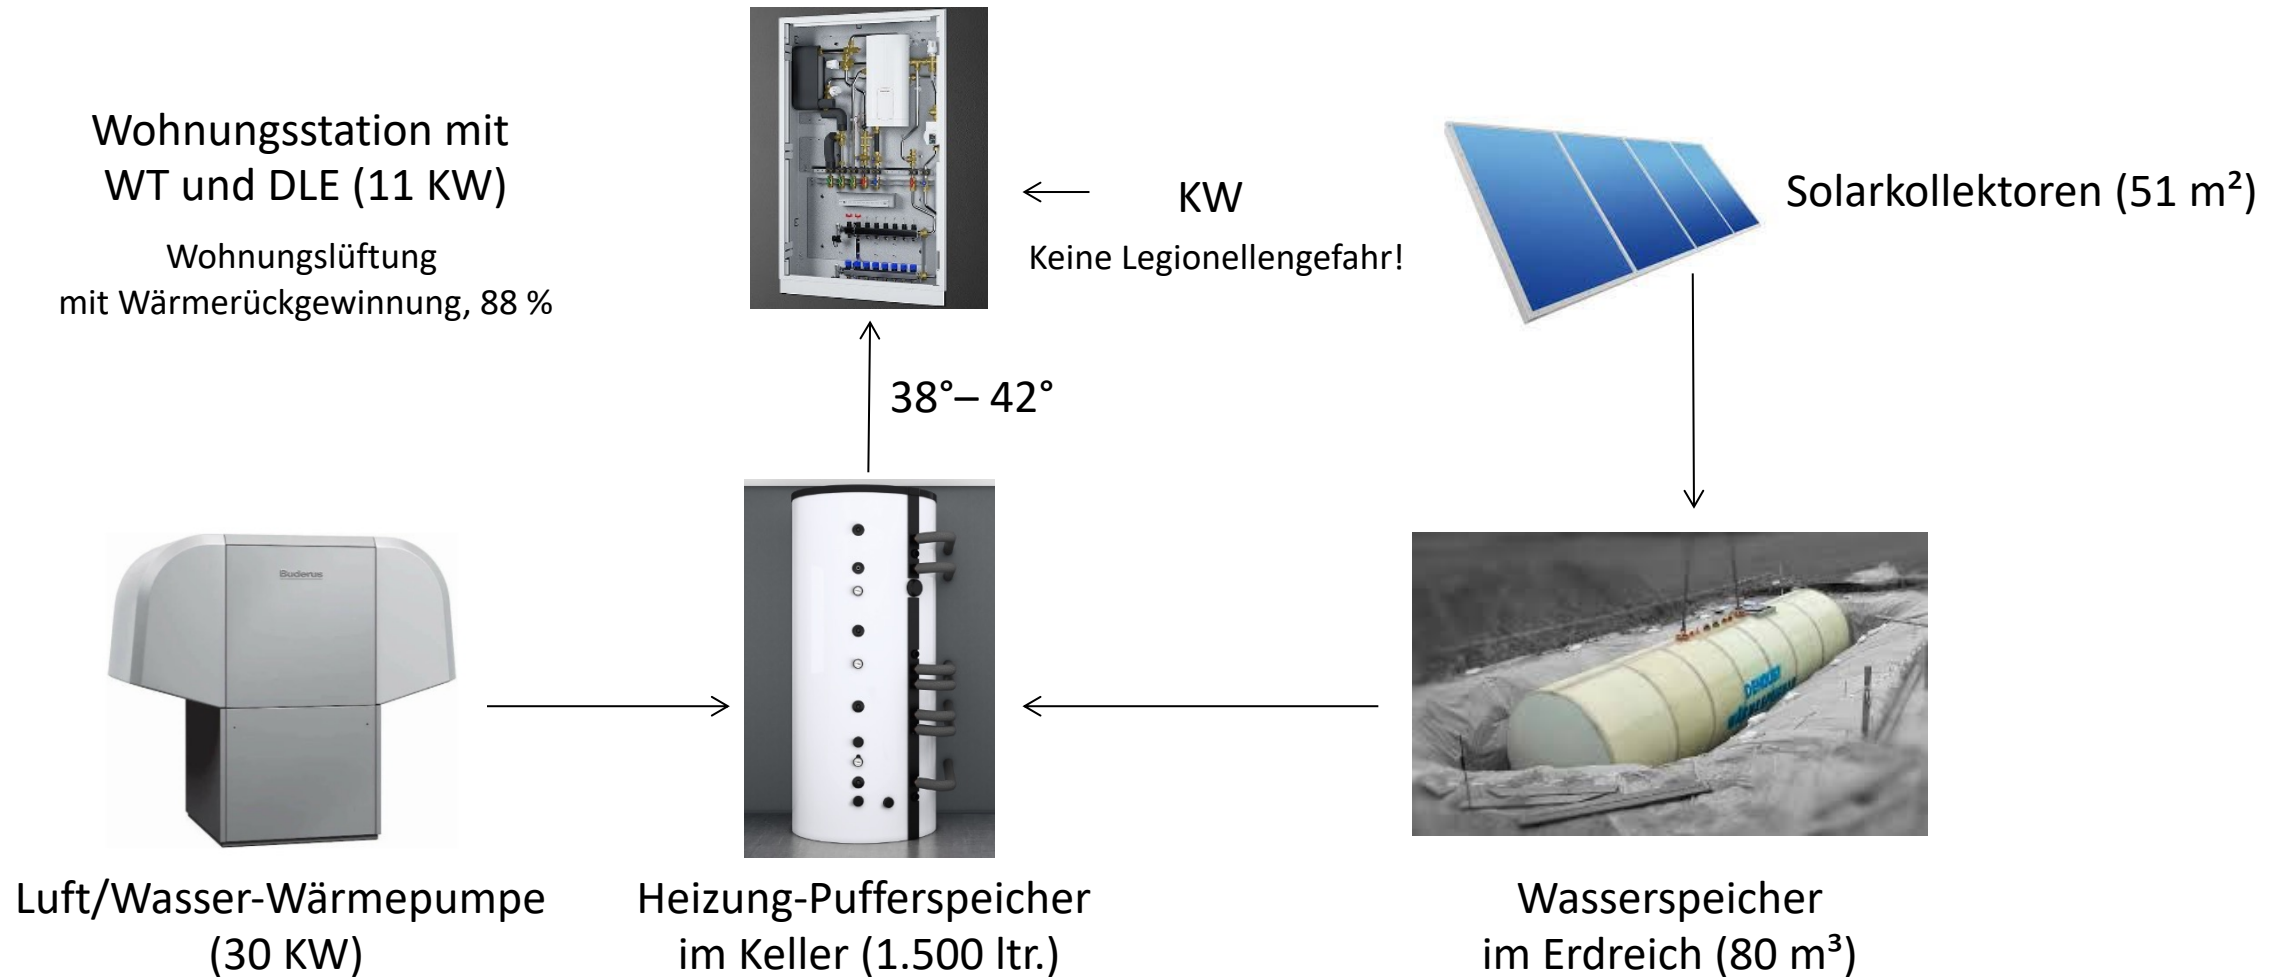 Wohnungsstation mit
WT und DLE (11 KW)
Wohnungslüftung
mit Wärmerückgewinnung, 88 %
KW
Keine Legionellengefahr!
Solarkollektoren (51 m²)
38°– 42°
Buderus
Luft/Wasser-Wärmepumpe
(30 KW)
Heizung-Pufferspeicher
im Keller (1.500 ltr.)
Wasserspeicher
im Erdreich (80 m³)